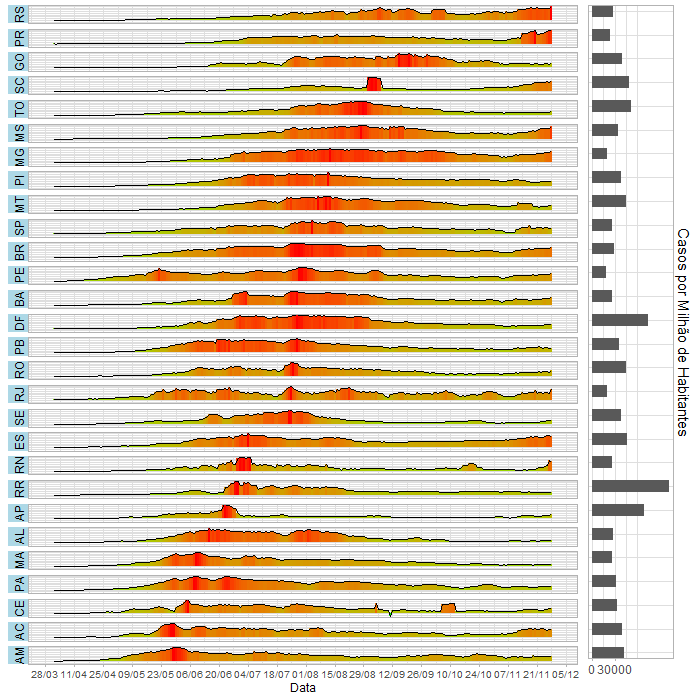 RS
PR
GO
SC
TO
MS
MG
PI
MT
SP
BR
PE
BA
DF
PB
RO
RJ
SE
ES
RN
RR
AP
AL
MA
PA
CE
AC
AM
28/03 11/04 25/04 09/05 23/05 06/06 20/06 04/07 18/07 01/08 15/08 29/08 12/09 26/09 10/10 24/10 07/11 21/11 05/12
Data
0 30000
Casos por Milhão de Habitantes